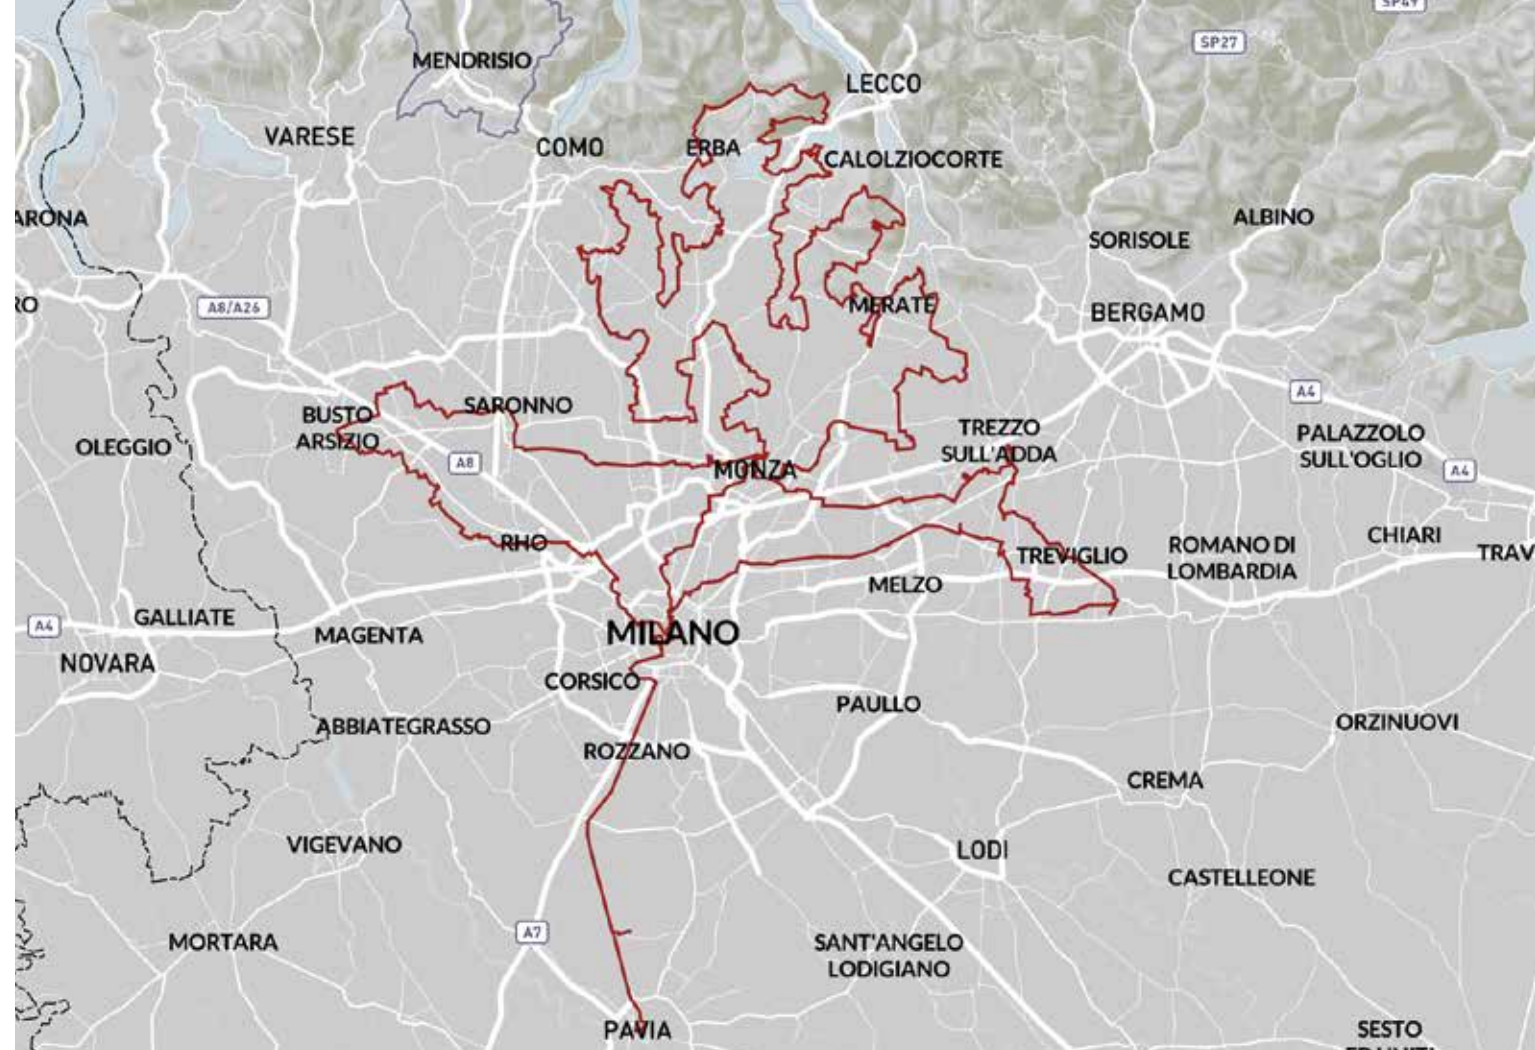 SP49
SP27
MENDRISIO
LECCO
VARESE
COMO
ERBA
CALOLZIOCORTE
ARONA
ALBINO
SORISOLE
RO
A8/A26
MERATE
BERGAMO
A4
BUSTO
ARSIZIO
SARONNO
OLEGGIO
TREZZO
SULL'ADDA
PALAZZOLO
SULL'OGLIO
A8
MONZA
A4
RHO
TREVIGLIO
ROMANO DI
LOMBARDIA
CHIARI
TRAV
MELZO
GALLIATE
A4
MAGENTA
MILANO
NOVARA
CORSICO
PAULLO
ABBIATEGRASSO
ORZINUOVI
ROZZANO
CREMA
VIGEVANO
LODI
CASTELLEONE
A7
MORTARA
SANT'ANGELO
LODIGIANO
PAVIA
SESTO